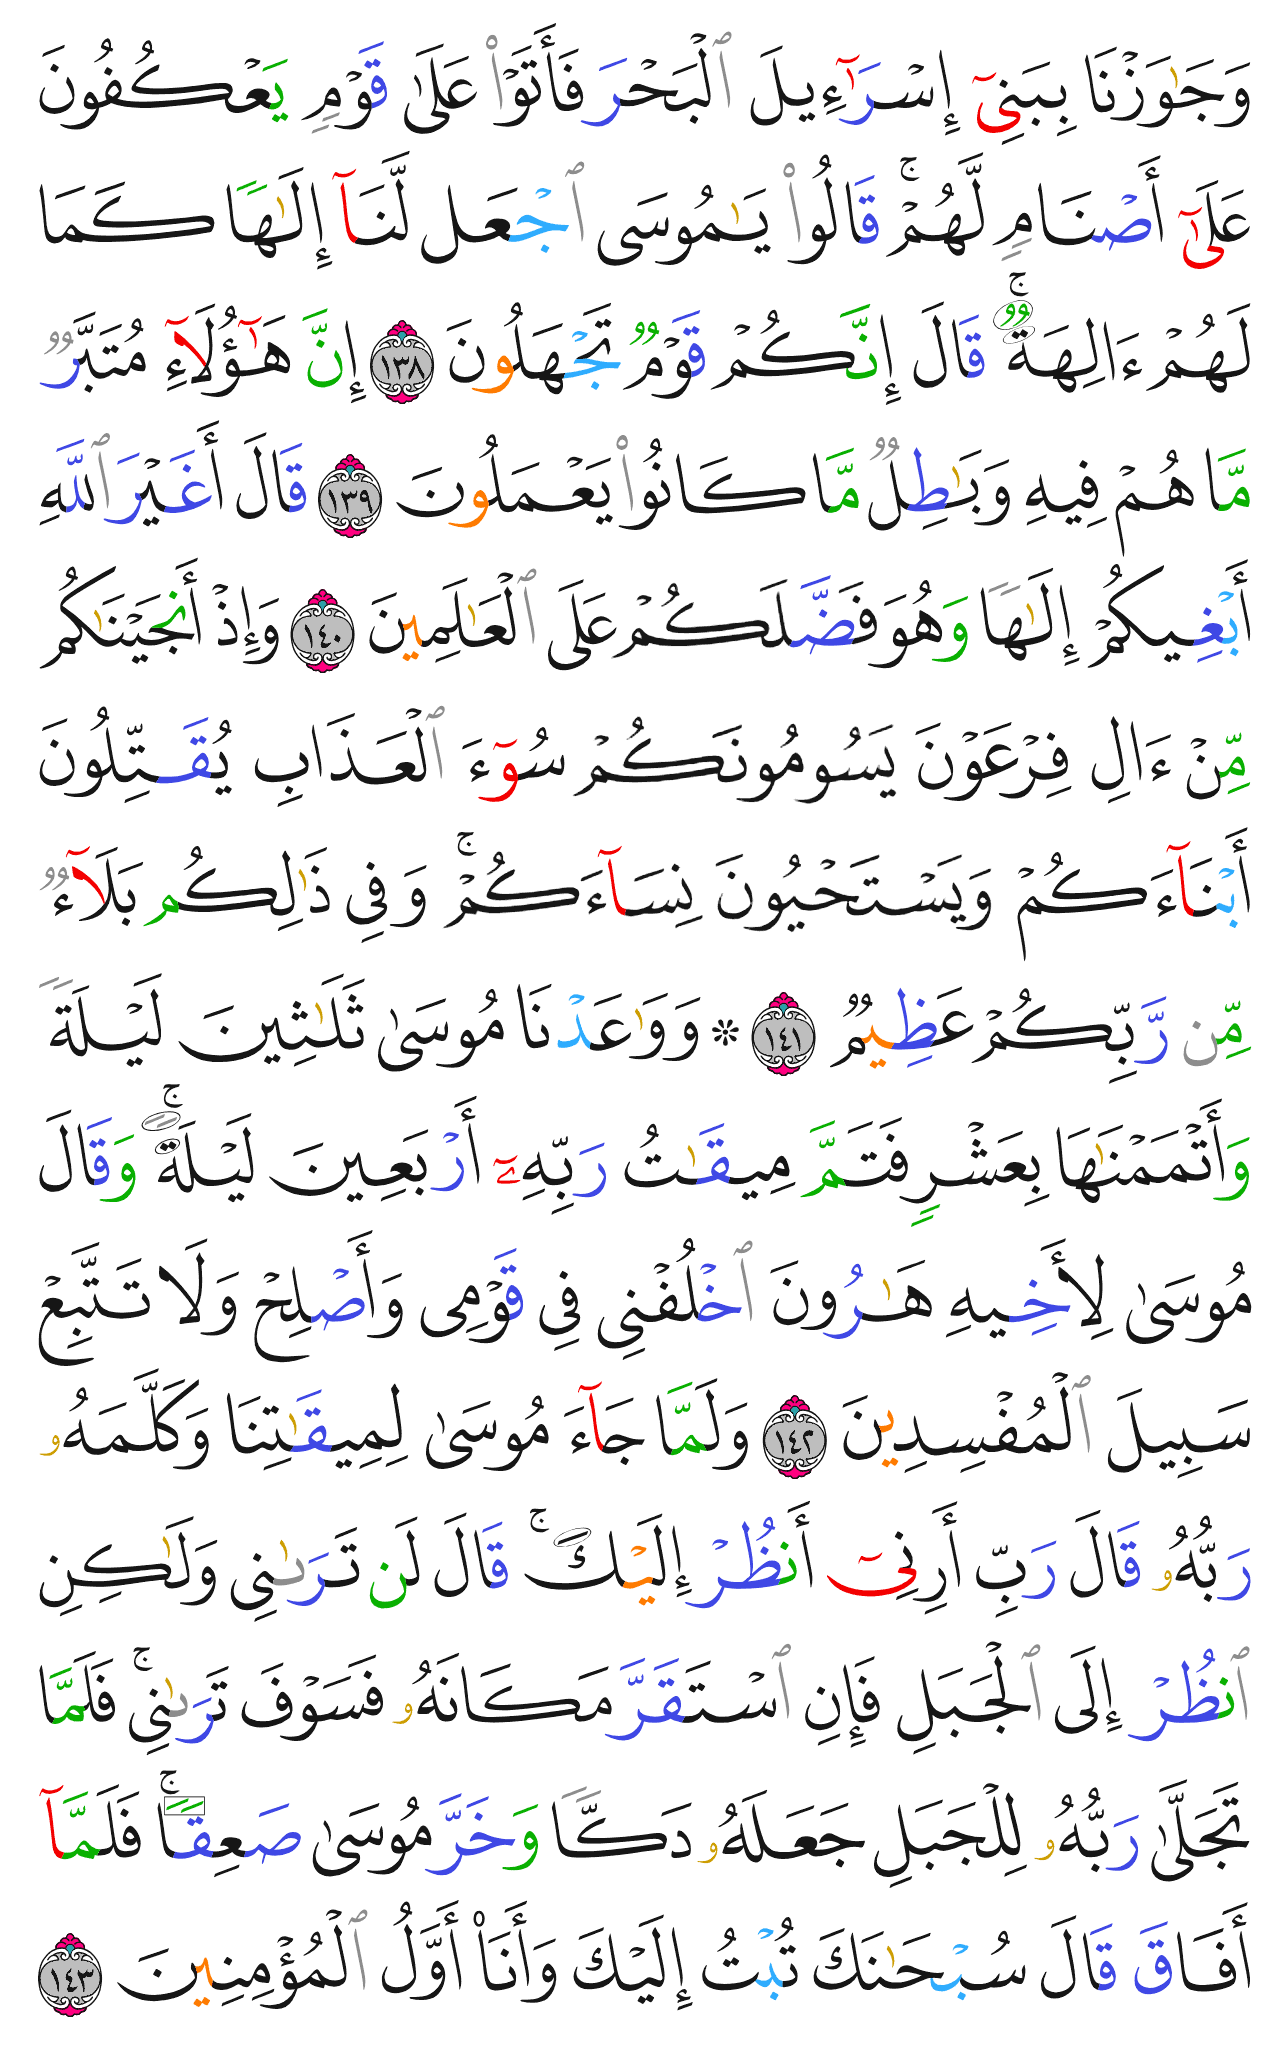 وَجَٰوَزْنَا بِبَنِىٓ إِسْرَٰٓءِيلَ ٱلْبَحْرَ فَأَتَوْا۟ عَلَىٰ قَوْمٍ يَعْكُفُونَ
عَلَىٰٓ أَصْنَامٍ لَّهُمْ ۚ قَالُوا۟ يَٰمُوسَى ٱجْعَل لَّنَآ إِلَٰهًا كَمَا
لَهُمْ ءَالِهَةٌ ۚ قَالَ إِنَّكُمْ قَوْمٌ تَجْهَلُونَ ١٣٨ إِنَّ هَٰٓؤُلَآءِ مُتَبَّرٌ
مَّا هُمْ فِيهِ وَبَٰطِلٌ مَّا كَانُوا۟ يَعْمَلُونَ ١٣٩ قَالَ أَغَيْرَ ٱللَّهِ
أَبْغِيكُمْ إِلَٰهًا وَهُوَ فَضَّلَكُمْ عَلَى ٱلْعَٰلَمِينَ ١٤٠ وَإِذْ أَنجَيْنَٰكُم
مِّنْ ءَالِ فِرْعَوْنَ يَسُومُونَكُمْ سُوٓءَ ٱلْعَذَابِ يُقَتِّلُونَ
أَبْنَآءَكُمْ وَيَسْتَحْيُونَ نِسَآءَكُمْ ۚ وَفِى ذَٰلِكُم بَلَآءٌ
مِّن رَّبِّكُمْ عَظِيمٌ ١٤١ ۞ وَوَٰعَدْنَا مُوسَىٰ ثَلَٰثِينَ لَيْلَةً
وَأَتْمَمْنَٰهَا بِعَشْرٍ فَتَمَّ مِيقَٰتُ رَبِّهِۦٓ أَرْبَعِينَ لَيْلَةً ۚ وَقَالَ
مُوسَىٰ لِأَخِيهِ هَٰرُونَ ٱخْلُفْنِى فِى قَوْمِى وَأَصْلِحْ وَلَا تَتَّبِعْ
سَبِيلَ ٱلْمُفْسِدِينَ ١٤٢ وَلَمَّا جَآءَ مُوسَىٰ لِمِيقَٰتِنَا وَكَلَّمَهُۥ
رَبُّهُۥ قَالَ رَبِّ أَرِنِىٓ أَنظُرْ إِلَيْكَ ۚ قَالَ لَن تَرَىٰنِى وَلَٰكِنِ
ٱنظُرْ إِلَى ٱلْجَبَلِ فَإِنِ ٱسْتَقَرَّ مَكَانَهُۥ فَسَوْفَ تَرَىٰنِى ۚ فَلَمَّا
تَجَلَّىٰ رَبُّهُۥ لِلْجَبَلِ جَعَلَهُۥ دَكًّا وَخَرَّ مُوسَىٰ صَعِقًا ۚ فَلَمَّآ
أَفَاقَ قَالَ سُبْحَٰنَكَ تُبْتُ إِلَيْكَ وَأَنَا۠ أَوَّلُ ٱلْمُؤْمِنِينَ ١٤٣